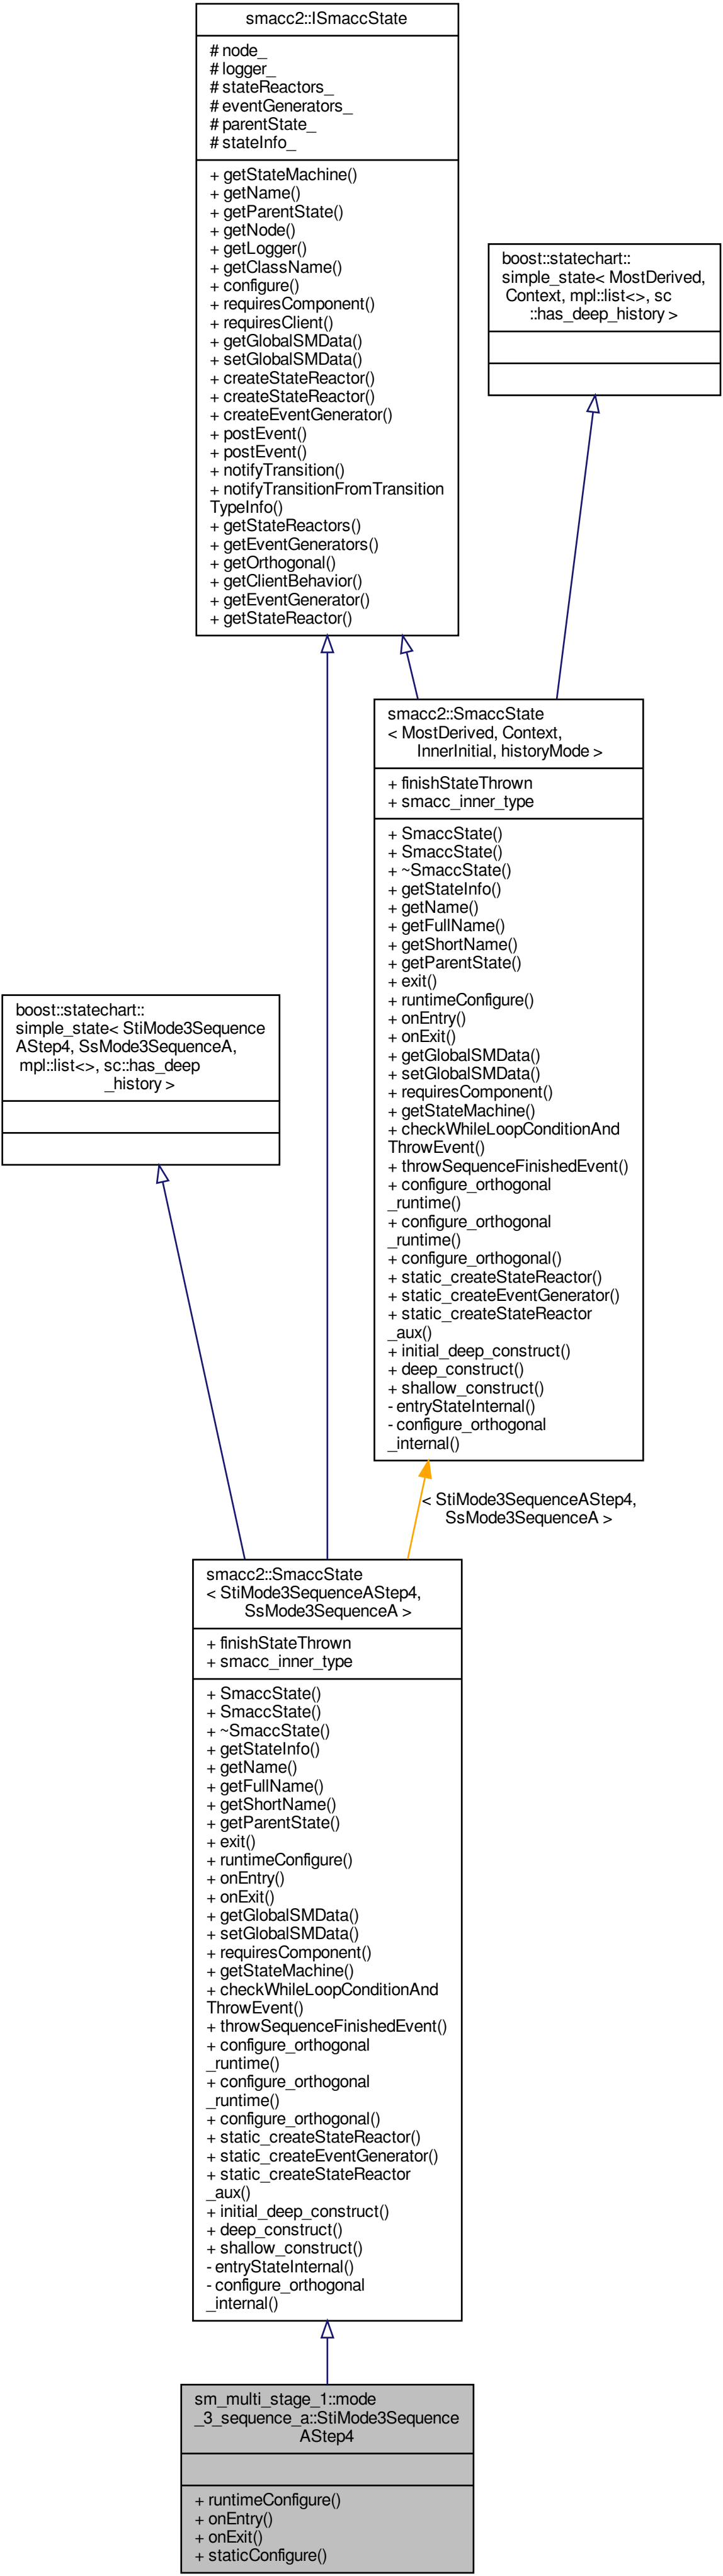 smacc2::ISmaccState
# node_
# logger_
# stateReactors_
# eventGenerators_
# parentState_
# stateInfo_
+ getStateMachine()
+ getName()
+ getParentState()
+ getNode()
+ getLogger()
+ getClassName()
+ configure()
+ requiresComponent()
+ requiresClient()
+ getGlobalSMData()
+ setGlobalSMData()
+ createStateReactor()
+ createStateReactor()
+ createEventGenerator()
+ postEvent()
+ postEvent()
+ notifyTransition()
+ notifyTransitionFromTransition
TypeInfo()
+ getStateReactors()
+ getEventGenerators()
+ getOrthogonal()
+ getClientBehavior()
+ getEventGenerator()
+ getStateReactor()
boost::statechart::
simple_state< MostDerived,
Context, mpl::list<>, sc
::has_deep_history >
smacc2::SmaccState
< MostDerived, Context,
InnerInitial, historyMode >
+ finishStateThrown
+ smacc_inner_type
+ SmaccState()
+ SmaccState()
+ ~SmaccState()
+ getStateInfo()
+ getName()
+ getFullName()
+ getShortName()
+ getParentState()
+ exit()
+ runtimeConfigure()
+ onEntry()
+ onExit()
+ getGlobalSMData()
+ setGlobalSMData()
+ requiresComponent()
+ getStateMachine()
+ checkWhileLoopConditionAnd
ThrowEvent()
+ throwSequenceFinishedEvent()
+ configure_orthogonal
_runtime()
+ configure_orthogonal
_runtime()
+ configure_orthogonal()
+ static_createStateReactor()
+ static_createEventGenerator()
+ static_createStateReactor
_aux()
+ initial_deep_construct()
+ deep_construct()
+ shallow_construct()
- entryStateInternal()
- configure_orthogonal
_internal()
boost::statechart::
simple_state< StiMode3Sequence
AStep4, SsMode3SequenceA,
mpl::list<>, sc::has_deep
_history >
< StiMode3SequenceAStep4,
SsMode3SequenceA >
smacc2::SmaccState
< StiMode3SequenceAStep4,
SsMode3SequenceA >
+ finishStateThrown
+ smacc_inner_type
+ SmaccState()
+ SmaccState()
+ ~SmaccState()
+ getStateInfo()
+ getName()
+ getFullName()
+ getShortName()
+ getParentState()
+ exit()
+ runtimeConfigure()
+ onEntry()
+ onExit()
+ getGlobalSMData()
+ setGlobalSMData()
+ requiresComponent()
+ getStateMachine()
+ checkWhileLoopConditionAnd
ThrowEvent()
+ throwSequenceFinishedEvent()
+ configure_orthogonal
_runtime()
+ configure_orthogonal
_runtime()
+ configure_orthogonal()
+ static_createStateReactor()
+ static_createEventGenerator()
+ static_createStateReactor
_aux()
+ initial_deep_construct()
+ deep_construct()
+ shallow_construct()
- entryStateInternal()
- configure_orthogonal
_internal()
sm_multi_stage_1::mode
_3_sequence_a::StiMode3Sequence
AStep4
+ runtimeConfigure()
+ onEntry()
+ onExit()
+ staticConfigure()